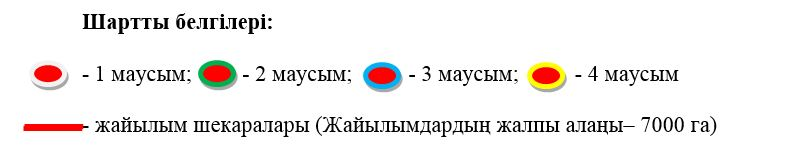 Шартты белгілері:
- 1 маусым; - 2 маусым; - 3 маусым; - 4 маусым
- жайылым шекаралары (Жайылымдардың жалпы алаңы– 7000 га)